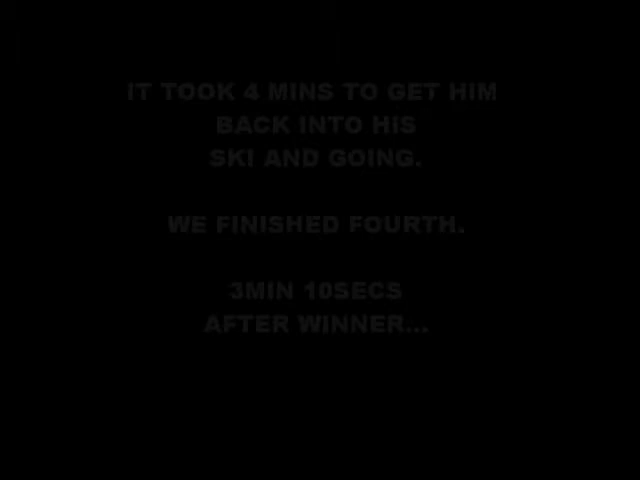 IT TOOK 4 MINS TO GET HIM
BACK INTO HIS
SKI AND GOING.
WE FINISHED FOURTH.
3MIN 10SECS
AFTER WINNER...